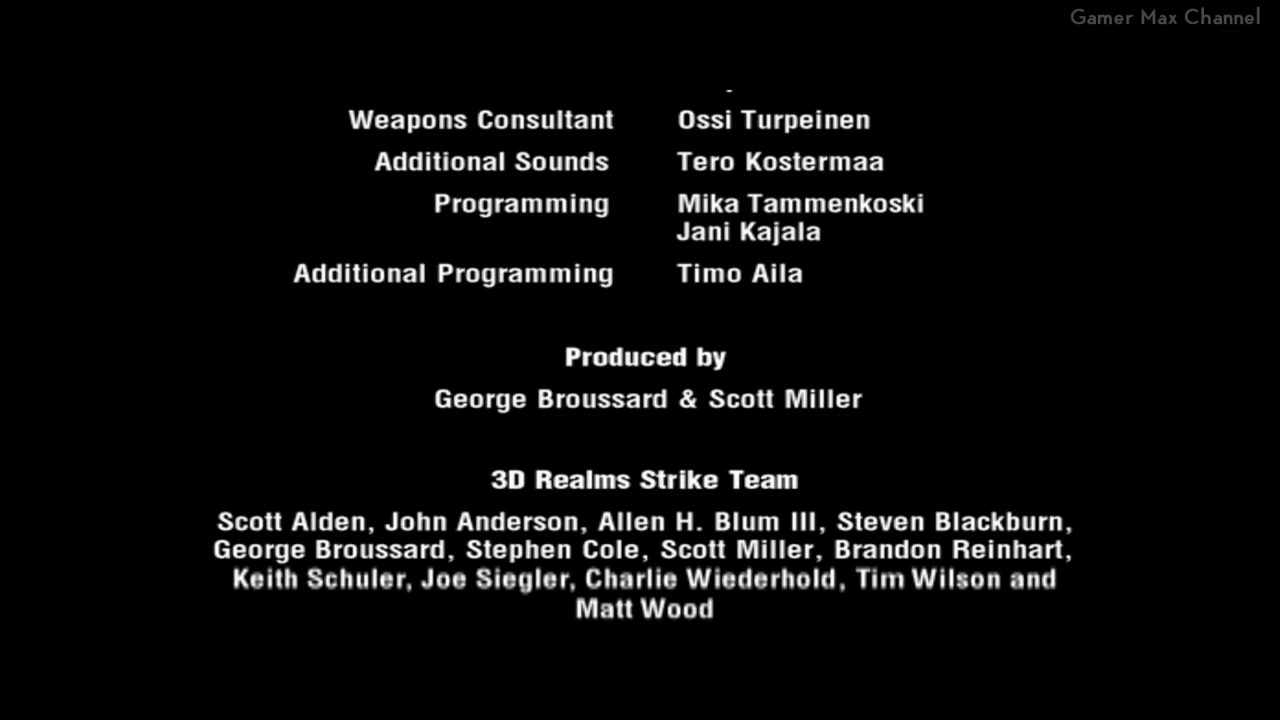 Gamer Max Channel
Weapons Consultant Ossi Turpeinen
Additional Sounds Tero Kostermaa
Programming Mika Tammenkoski
Jani Kajala
Additional Programming Timo Aila
Produced by
George Broussard & Scott Miller
3D Realms Strike Team
Scott Alden, John Anderson, Allen H. Blum III, Steven Blackburn,
George Broussard, Stephen Cole, Scott Miller, Brandon Reinhart,
Keith Schuler, Joe Siegler, Charlie Wiederhold, Tim Wilson and
Matt Wood